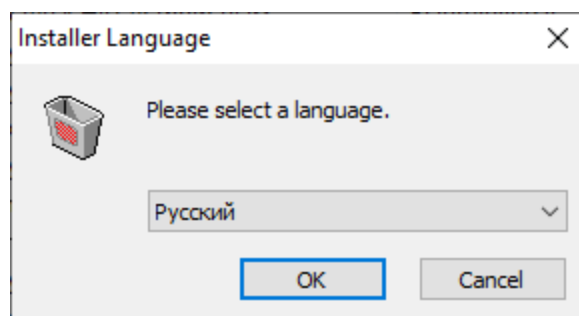 Installer Language
Please select a language.
Русский
OK
Cancel